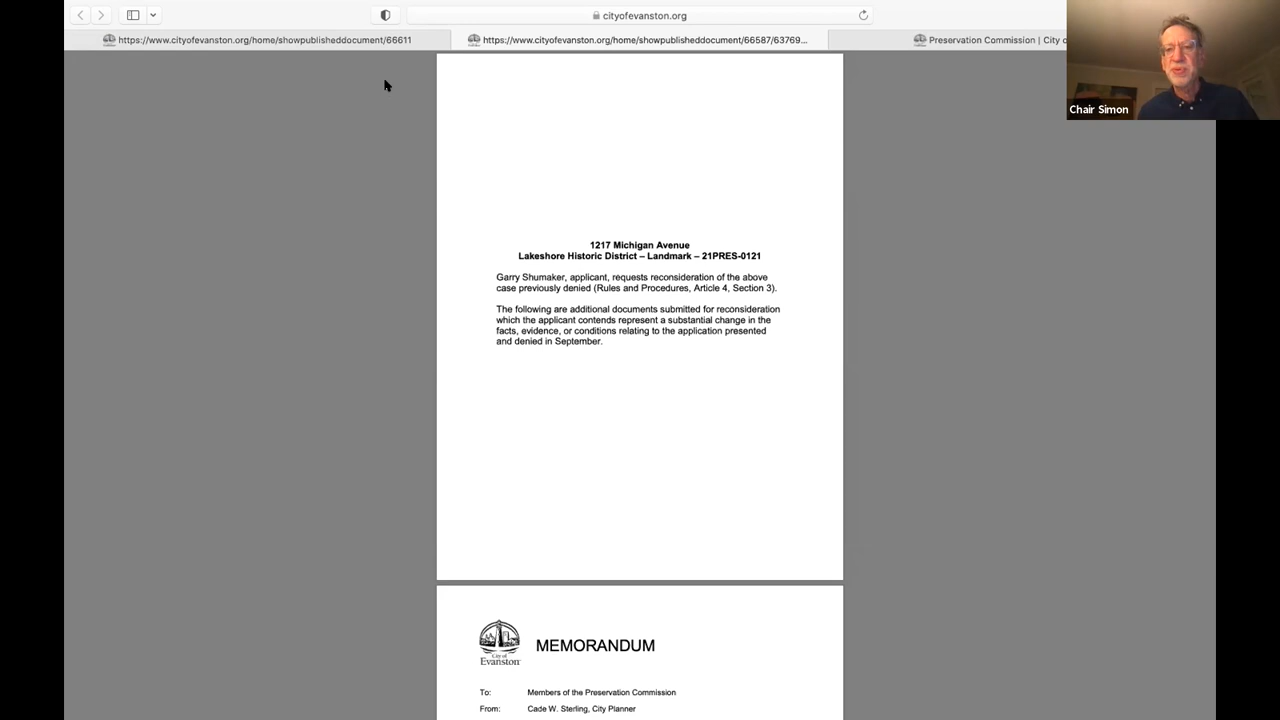 cityofevanston.org
https://www.cityofevanston.org/home/showpublisheddocument/66611
https://www.cityofevanston.org/home/showpublisheddocument/66587/63769...
Preservation Commission | City o
Chair Simon
1217 Michigan Avenue
Lakeshore Historic District – Landmark – 21PRES-0121
Garry Shumaker, applicant, requests reconsideration of the above
case previously denied (Rules and Procedures, Article 4, Section 3).
The following are additional documents submitted for reconsideration
which the applicant contends represent a substantial change in the
facts, evidence, or conditions relating to the application presented
and denied in September.
City of
Evanston
MEMORANDUM
To: Members of the Preservation Commission
From: Cade W. Sterling, City Planner